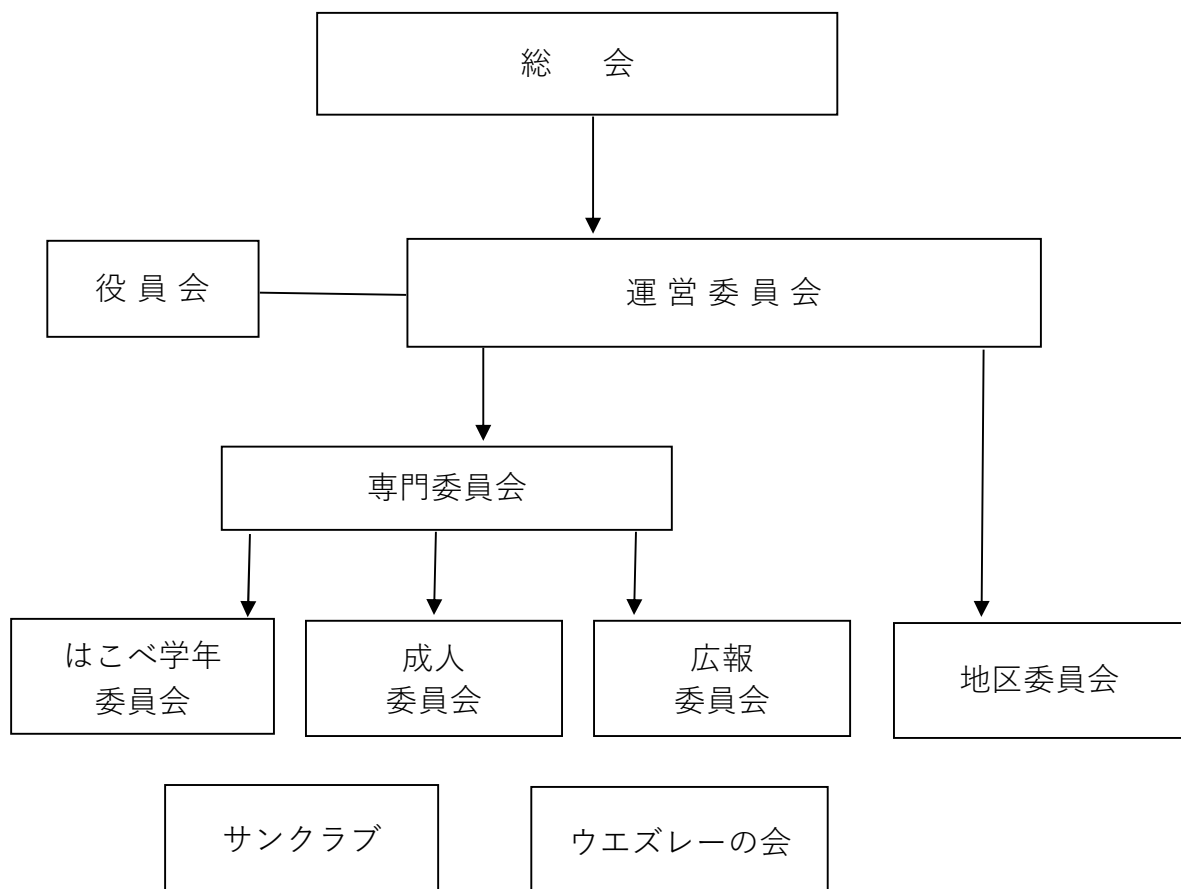 総　会
役 員 会
運 営 委 員 会
専門委員会
はこべ学年
委員会
成人
委員会
広報
委員会
地区委員会
サンクラブ
ウエズレーの会